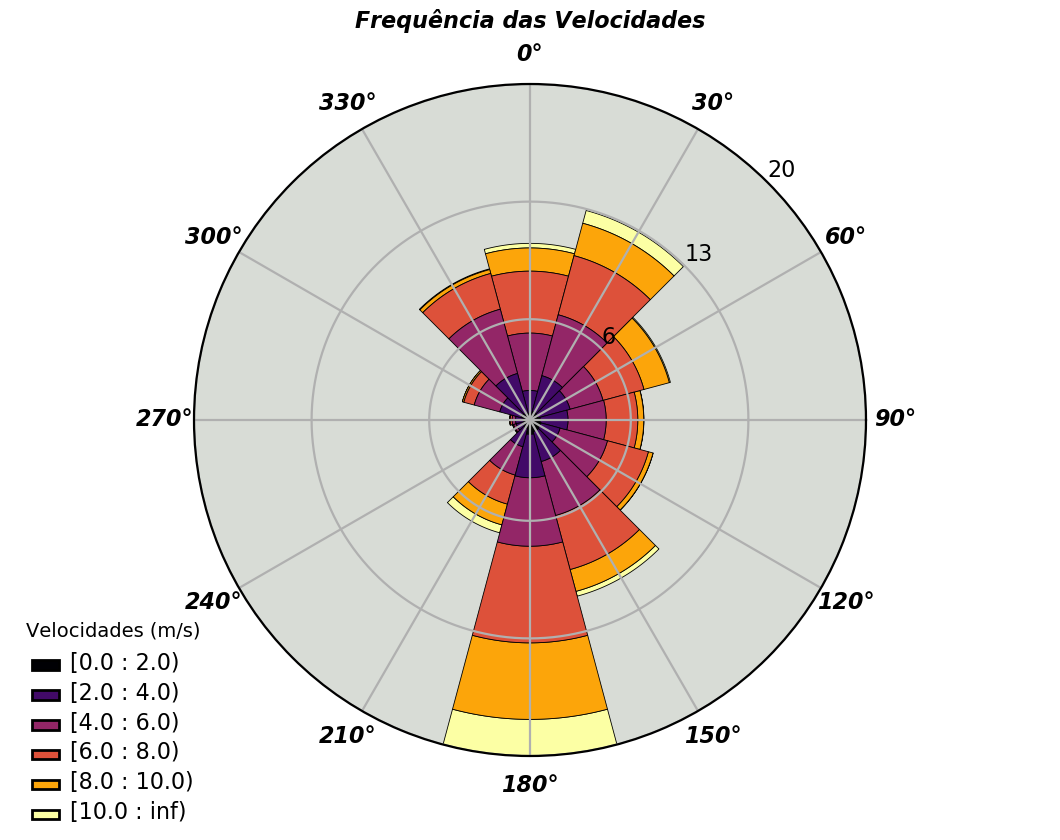 Frequência das Velocidades
0°
330°
30°
20
300°
60°
13
6
270°
90°
240°
120°
210°
150°
180°
Velocidades (m/s)
[0.0 : 2.0)
[2.0 : 4.0)
[4.0 : 6.0)
[6.0 : 8.0)
[8.0 : 10.0)
[10.0 : inf)